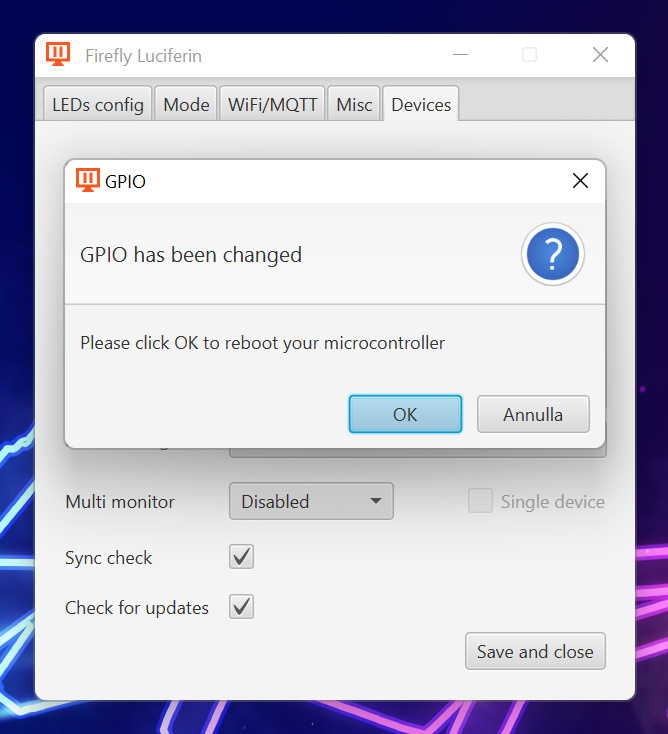 Firefly Luciferin
LEDs config Mode WiFi/MQTT Misc Devices
GPIO
GPIO has been changed
?
Please click OK to reboot your microcontroller
OK Annulla
Multi monitor Disabled Single device
Sync check
Check for updates
Save and close